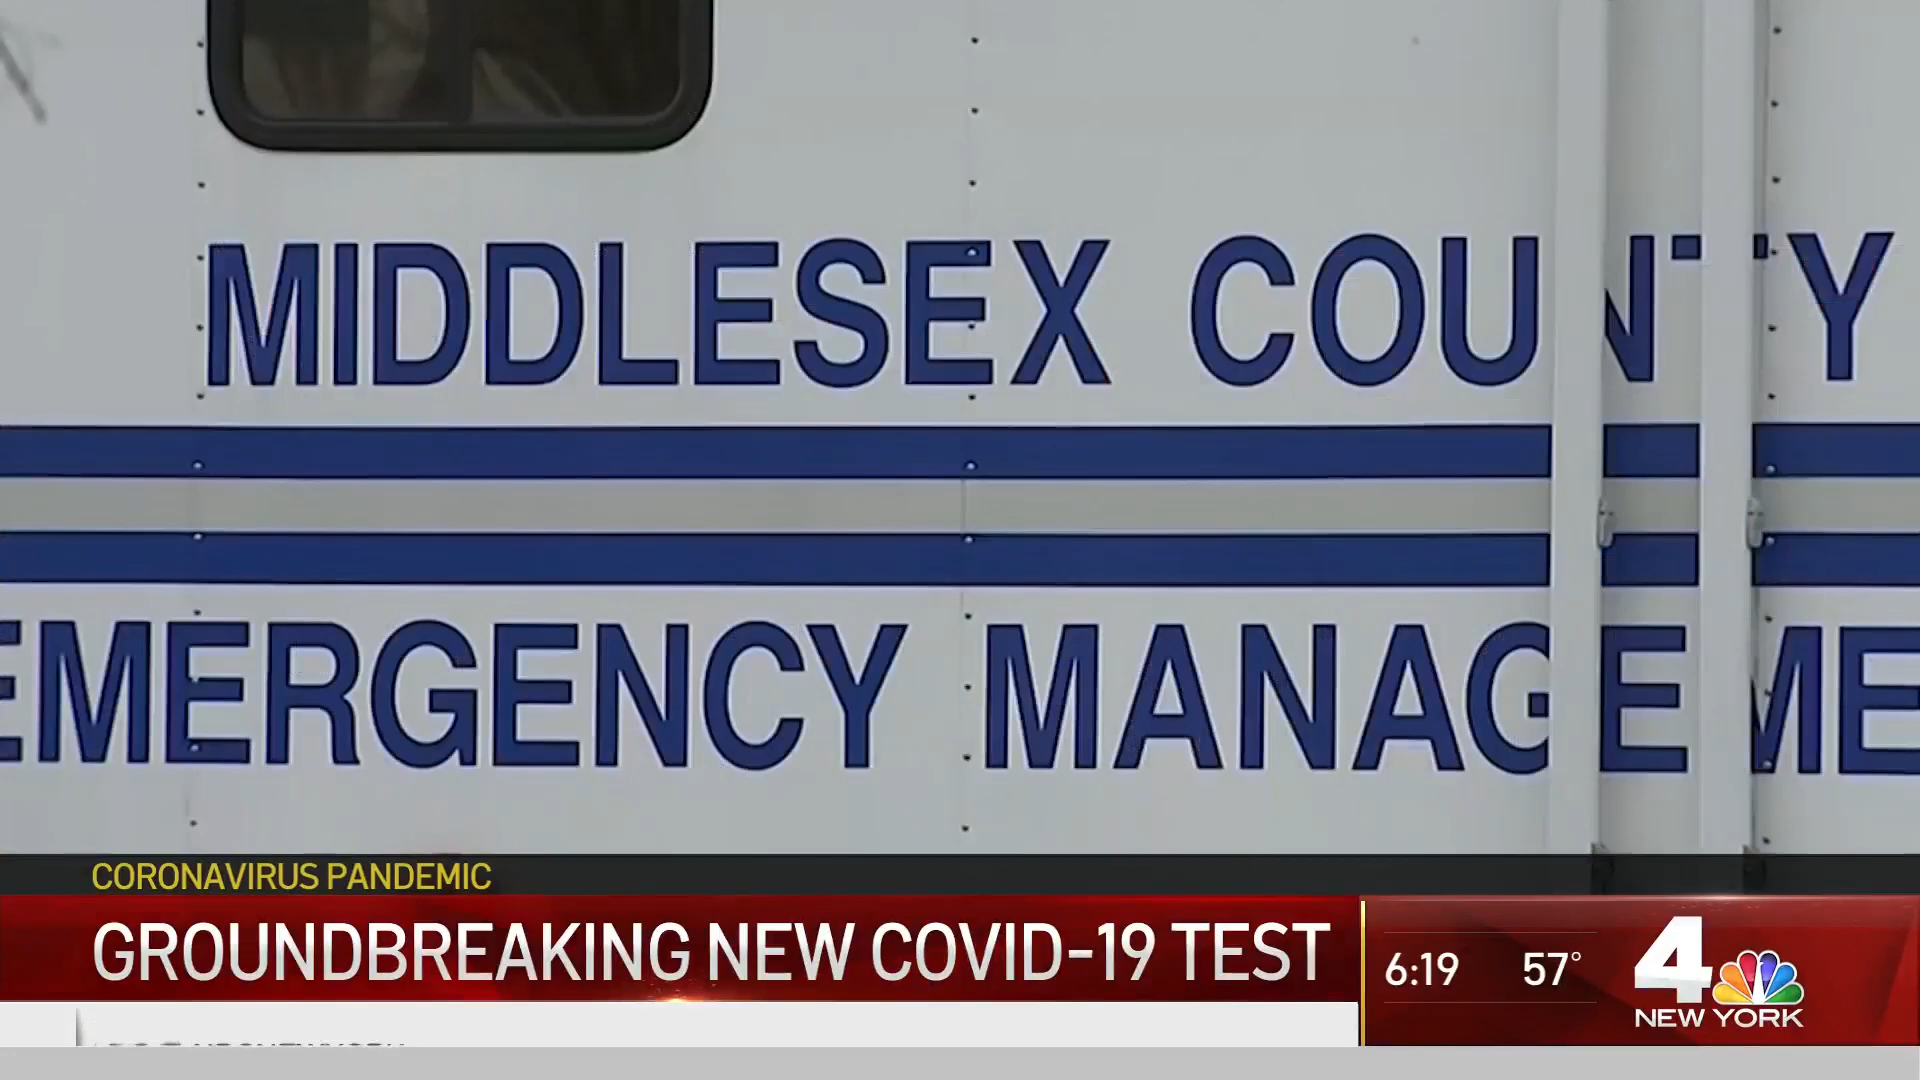 MIDDLESEX COUNTY
EMERGENCY MANAGEME
CORONAVIRUS PANDEMIC
GROUNDBREAKING NEW COVID-19 TEST
6:19 57°
4
NEW YORK